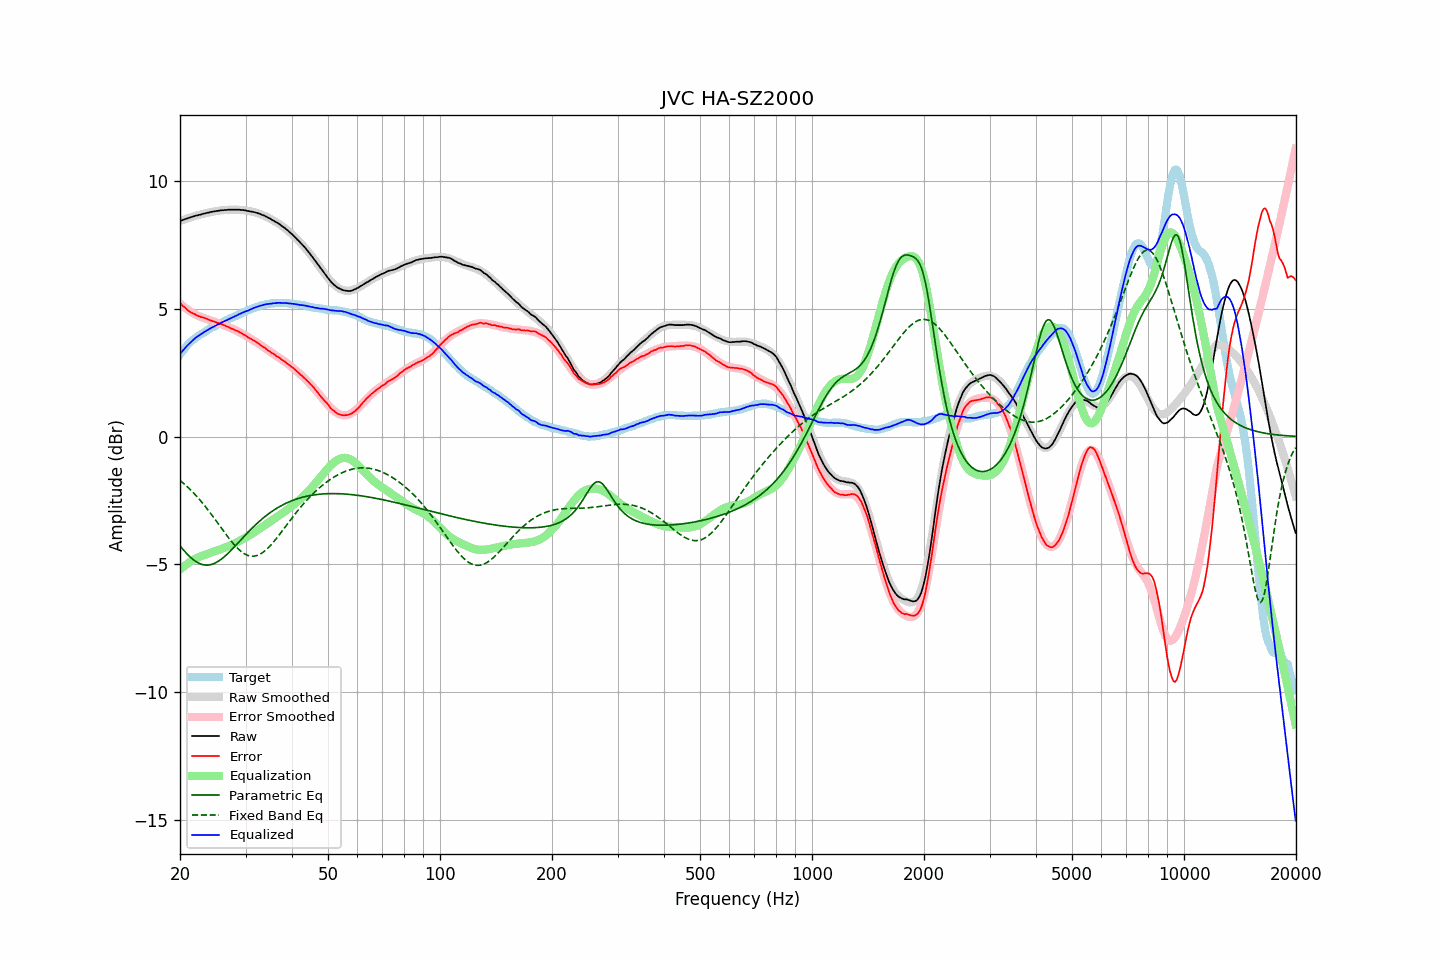 JVC HA-SZ2000
Amplitude (dBr)
10
5
0
−5
−10
−15
Target
Raw Smoothed
Error Smoothed
Raw
Error
Equalization
Parametric Eq
Fixed Band Eq
Equalized
20 50 100 200 500 1000 2000 5000 10000 20000
Frequency (Hz)